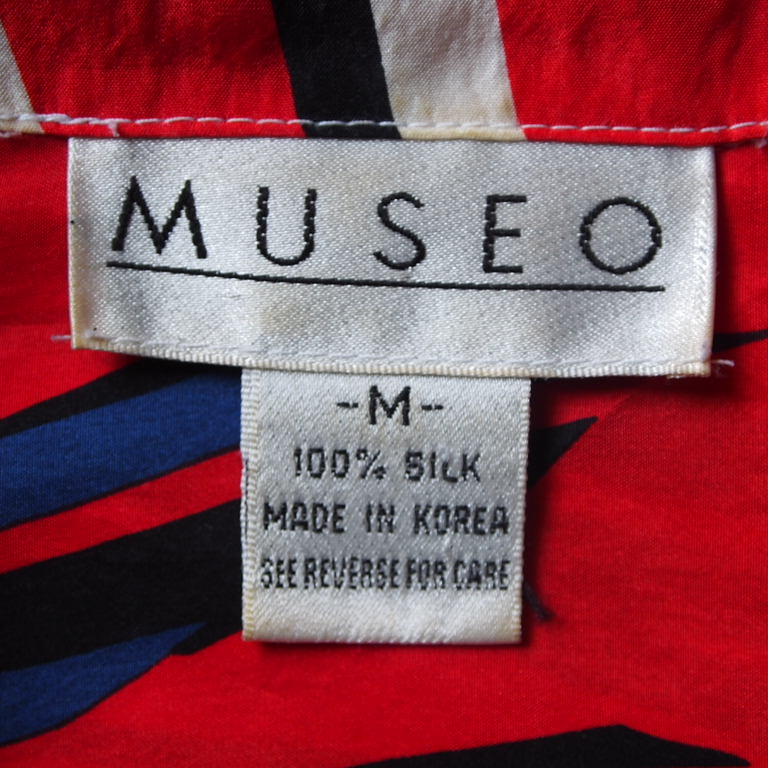 MUSEO
-M-
100% SILK
MADE IN KOREA
SEE REVERSE FOR CARE